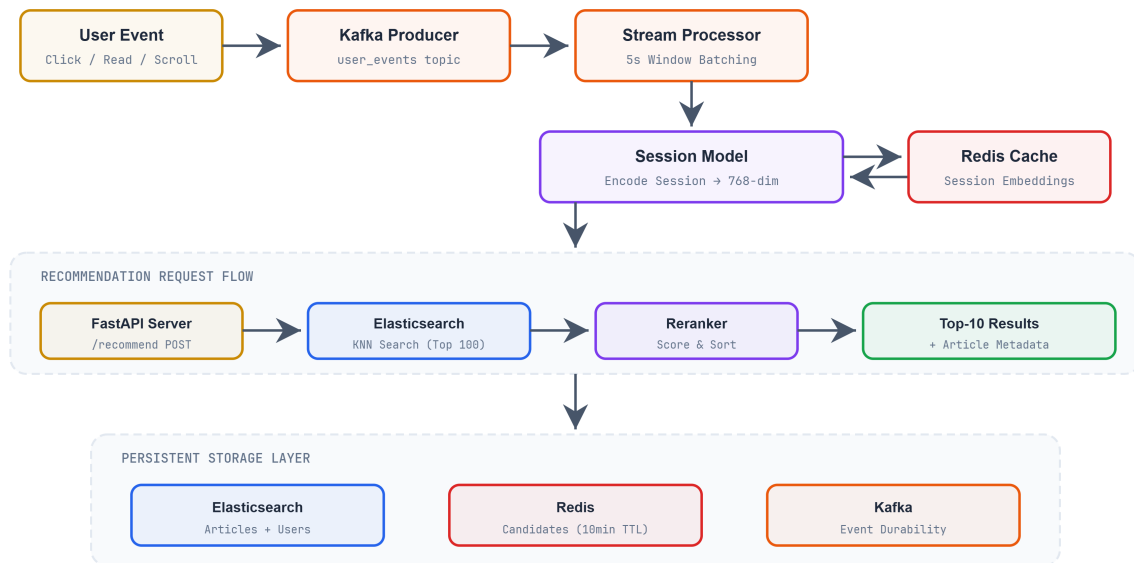 User Event
Click / Read / Scroll
Kafka Producer
user_events topic
Stream Processor
5s Window Batching
Session Model
Encode Session → 768-dim
Redis Cache
Session Embeddings
RECOMMENDATION REQUEST FLOW
FastAPI Server
/recommend POST
Elasticsearch
KNN Search (Top 100)
Reranker
Score & Sort
Top-10 Results
+ Article Metadata
PERSISTENT STORAGE LAYER
Elasticsearch
Articles + Users
Redis
Candidates (10min TTL)
Kafka
Event Durability